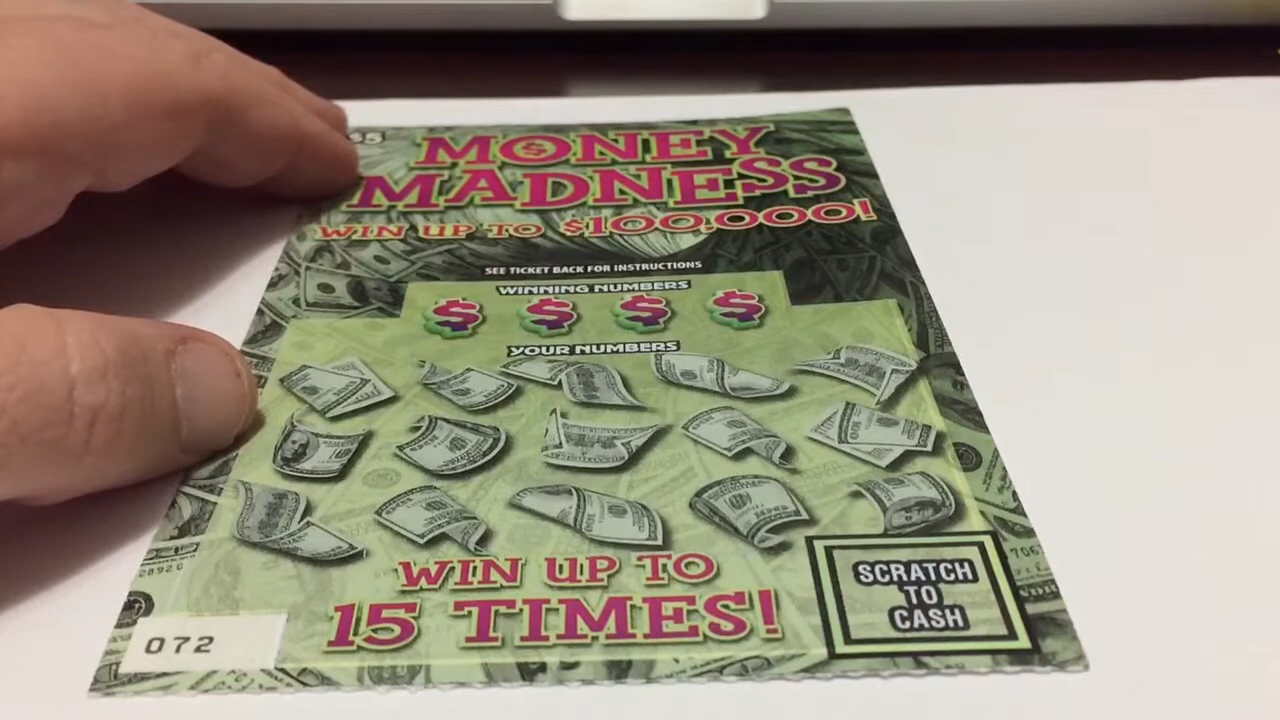 $5
MONEY
MADNESS
WIN UP TO $100,000!
SEE TICKET BACK FOR INSTRUCTIONS
WINNING NUMBERS
$ $ $ $
YOUR NUMBERS
WIN UP TO
15 TIMES!
SCRATCH
TO
CASH
072